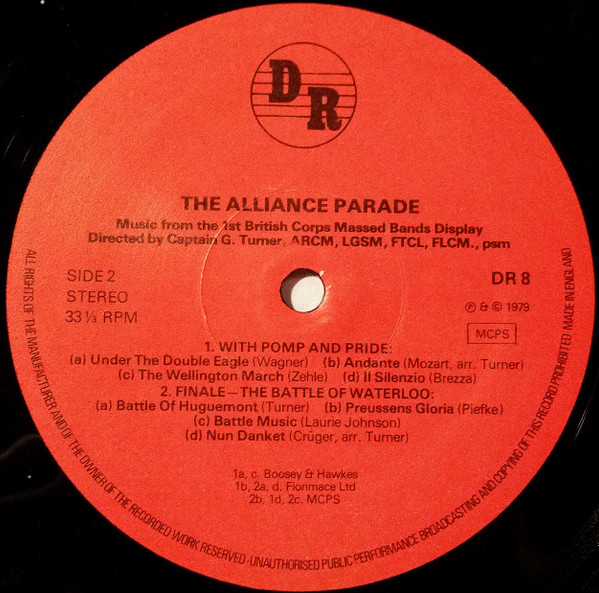 DR
THE ALLIANCE PARADE
Music from the 1st British Corps Massed Bands Display
Directed by Captain G. Turner, ARCM, LGSM, FTCL, FLCM., psm
SIDE 2
STEREO
33 ⅓ RPM
DR 8
℗ & © 1979
MCPS
1. WITH POMP AND PRIDE:
(a) Under The Double Eagle (Wagner) (b) Andante (Mozart, arr. Turner)
(c) The Wellington March (Zehle) (d) Il Silenzio (Brezza)
2. FINALE—THE BATTLE OF WATERLOO:
(a) Battle Of Huguemont (Turner) (b) Preussens Gloria (Piefke)
(c) Battle Music (Laurie Johnson)
(d) Nun Danket (Crüger, arr. Turner)
1a, c. Boosey & Hawkes
1b, 2a, d. Fionmace Ltd
2b, 1d, 2c. MCPS
ALL RIGHTS OF THE MANUFACTURER AND OF THE OWNER OF THE RECORDED WORK RESERVED · UNAUTHORISED PUBLIC PERFORMANCE BROADCASTING AND COPYING OF THIS RECORD PROHIBITED · MADE IN ENGLAND